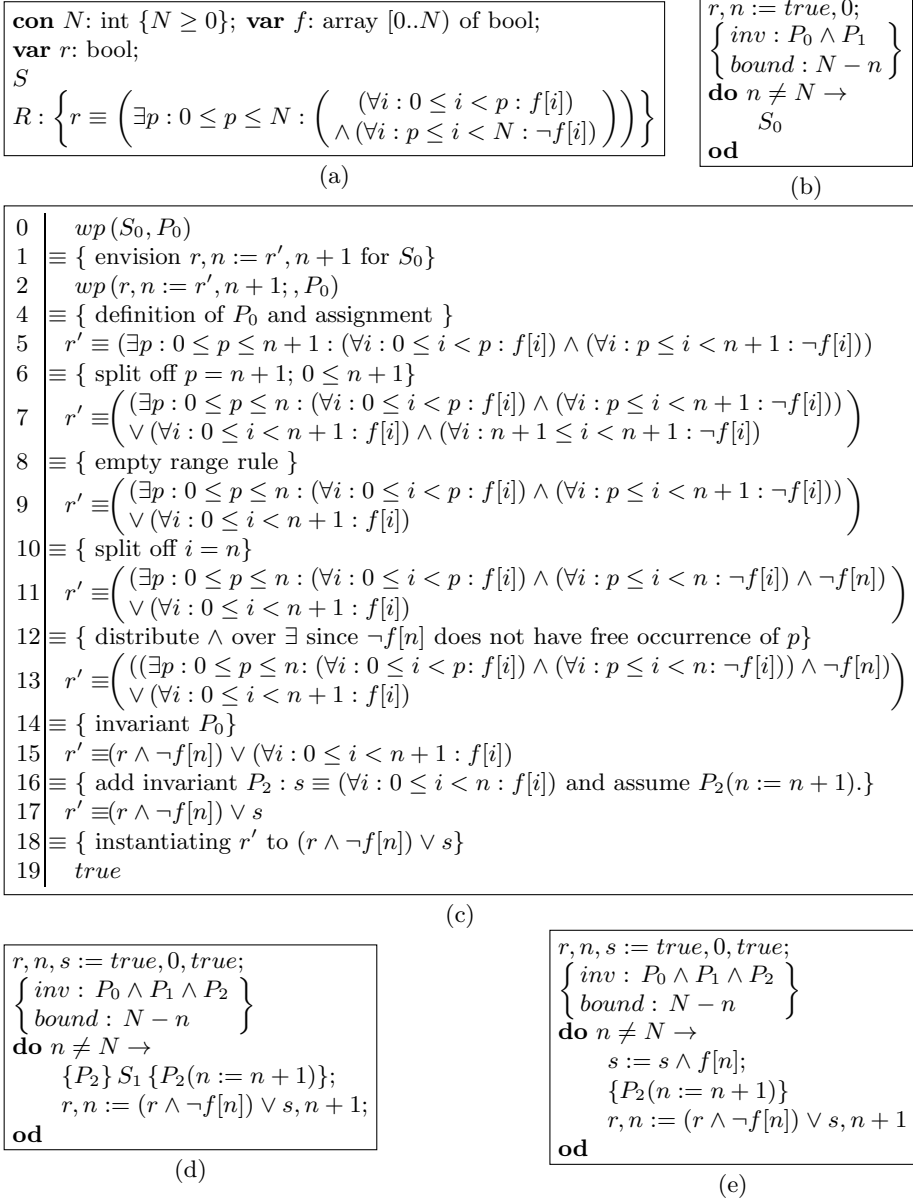 con N: int {N ≥ 0}; var f: array [0..N) of bool;
var r: bool;
S
R : {r ≡ (∃p : 0 ≤ p ≤ N : ( (∀i : 0 ≤ i < p : f[i])
∧ (∀i : p ≤ i < N : ¬f[i]) ))}
(a)
r, n := true, 0;
{ inv : P₀ ∧ P₁
bound : N − n }
do n ≠ N →
S₀
od
(b)
0 wp (S₀, P₀)
1 ≡ { envision r, n := r′, n + 1 for S₀}
2 wp (r, n := r′, n + 1; , P₀)
4 ≡ { definition of P₀ and assignment }
5 r′ ≡ (∃p : 0 ≤ p ≤ n + 1 : (∀i : 0 ≤ i < p : f[i]) ∧ (∀i : p ≤ i < n + 1 : ¬f[i]))
6 ≡ { split off p = n + 1; 0 ≤ n + 1}
7 r′ ≡ ( (∃p : 0 ≤ p ≤ n : (∀i : 0 ≤ i < p : f[i]) ∧ (∀i : p ≤ i < n + 1 : ¬f[i]))
∨ (∀i : 0 ≤ i < n + 1 : f[i]) ∧ (∀i : n + 1 ≤ i < n + 1 : ¬f[i]) )
8 ≡ { empty range rule }
9 r′ ≡ ( (∃p : 0 ≤ p ≤ n : (∀i : 0 ≤ i < p : f[i]) ∧ (∀i : p ≤ i < n + 1 : ¬f[i]))
∨ (∀i : 0 ≤ i < n + 1 : f[i]) )
10 ≡ { split off i = n}
11 r′ ≡ ( (∃p : 0 ≤ p ≤ n : (∀i : 0 ≤ i < p : f[i]) ∧ (∀i : p ≤ i < n : ¬f[i]) ∧ ¬f[n])
∨ (∀i : 0 ≤ i < n + 1 : f[i]) )
12 ≡ { distribute ∧ over ∃ since ¬f[n] does not have free occurrence of p}
13 r′ ≡ ( ((∃p : 0 ≤ p ≤ n: (∀i : 0 ≤ i < p: f[i]) ∧ (∀i : p ≤ i < n: ¬f[i])) ∧ ¬f[n])
∨ (∀i : 0 ≤ i < n + 1 : f[i]) )
14 ≡ { invariant P₀}
15 r′ ≡ (r ∧ ¬f[n]) ∨ (∀i : 0 ≤ i < n + 1 : f[i])
16 ≡ { add invariant P₂ : s ≡ (∀i : 0 ≤ i < n : f[i]) and assume P₂(n := n + 1).}
17 r′ ≡ (r ∧ ¬f[n]) ∨ s
18 ≡ { instantiating r′ to (r ∧ ¬f[n]) ∨ s}
19 true
(c)
r, n, s := true, 0, true;
{ inv : P₀ ∧ P₁ ∧ P₂
bound : N − n }
do n ≠ N →
{P₂} S₁ {P₂(n := n + 1)};
r, n := (r ∧ ¬f[n]) ∨ s, n + 1;
od
(d)
r, n, s := true, 0, true;
{ inv : P₀ ∧ P₁ ∧ P₂
bound : N − n }
do n ≠ N →
s := s ∧ f[n];
{P₂(n := n + 1)}
r, n := (r ∧ ¬f[n]) ∨ s, n + 1
od
(e)